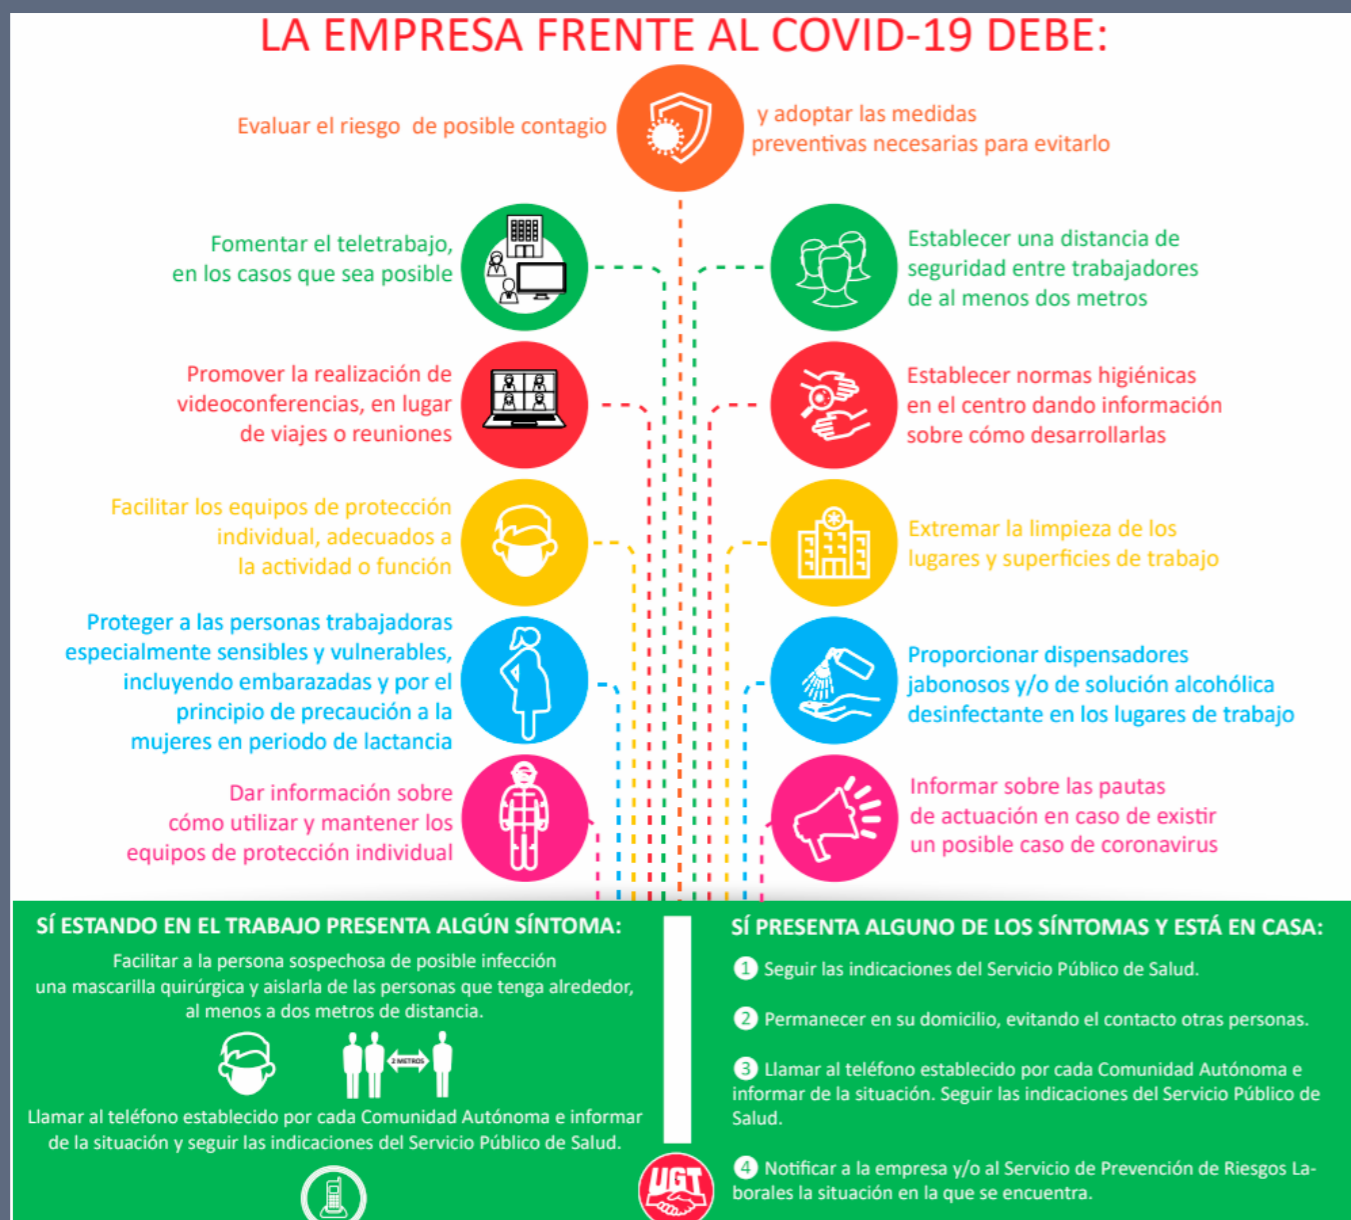 LA EMPRESA FRENTE AL COVID-19 DEBE:
Evaluar el riesgo de posible contagio
y adoptar las medidas
preventivas necesarias para evitarlo
Fomentar el teletrabajo,
en los casos que sea posible
Establecer una distancia de
seguridad entre trabajadores
de al menos dos metros
Promover la realización de
videoconferencias, en lugar
de viajes o reuniones
Establecer normas higiénicas
en el centro dando información
sobre cómo desarrollarlas
Facilitar los equipos de protección
individual, adecuados a
la actividad o función
Extremar la limpieza de los
lugares y superficies de trabajo
Proteger a las personas trabajadoras
especialmente sensibles y vulnerables,
incluyendo embarazadas y por el
principio de precaución a la
mujeres en periodo de lactancia
Proporcionar dispensadores
jabonosos y/o de solución alcohólica
desinfectante en los lugares de trabajo
Dar información sobre
cómo utilizar y mantener los
equipos de protección individual
Informar sobre las pautas
de actuación en caso de existir
un posible caso de coronavirus
SÍ ESTANDO EN EL TRABAJO PRESENTA ALGÚN SÍNTOMA:
Facilitar a la persona sospechosa de posible infección
una mascarilla quirúrgica y aislarla de las personas que tenga alrededor,
al menos a dos metros de distancia.
2 METROS
Llamar al teléfono establecido por cada Comunidad Autónoma e informar
de la situación y seguir las indicaciones del Servicio Público de Salud.
UGT
SÍ PRESENTA ALGUNO DE LOS SÍNTOMAS Y ESTÁ EN CASA:
1 Seguir las indicaciones del Servicio Público de Salud.
2 Permanecer en su domicilio, evitando el contacto otras personas.
3 Llamar al teléfono establecido por cada Comunidad Autónoma e
informar de la situación. Seguir las indicaciones del Servicio Público de
Salud.
4 Notificar a la empresa y/o al Servicio de Prevención de Riesgos La-
borales la situación en la que se encuentra.